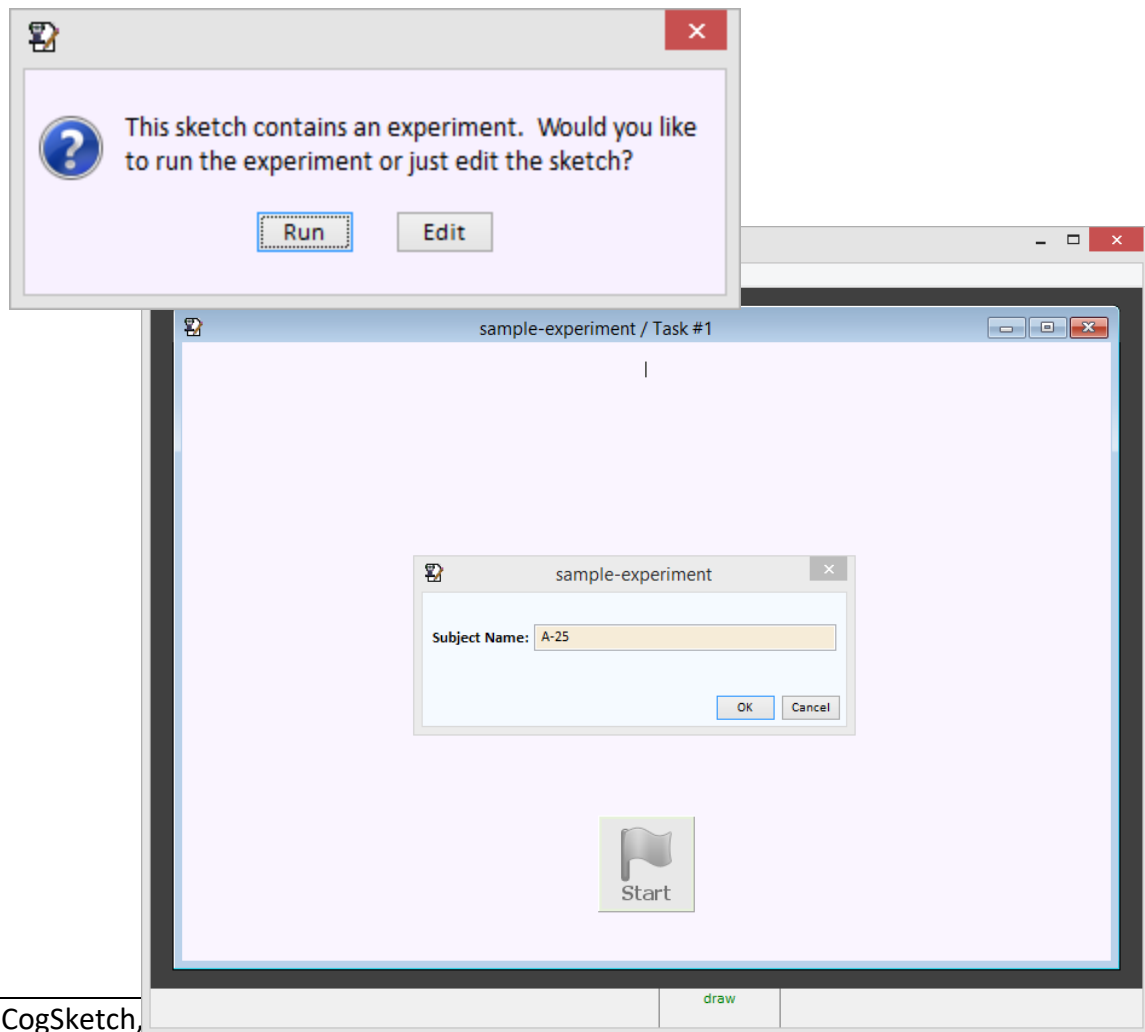 This sketch contains an experiment.  Would you like
to run the experiment or just edit the sketch?
Run Edit
sample-experiment / Task #1
sample-experiment
Subject Name: A-25
OK Cancel
Start
draw
CogSketch,